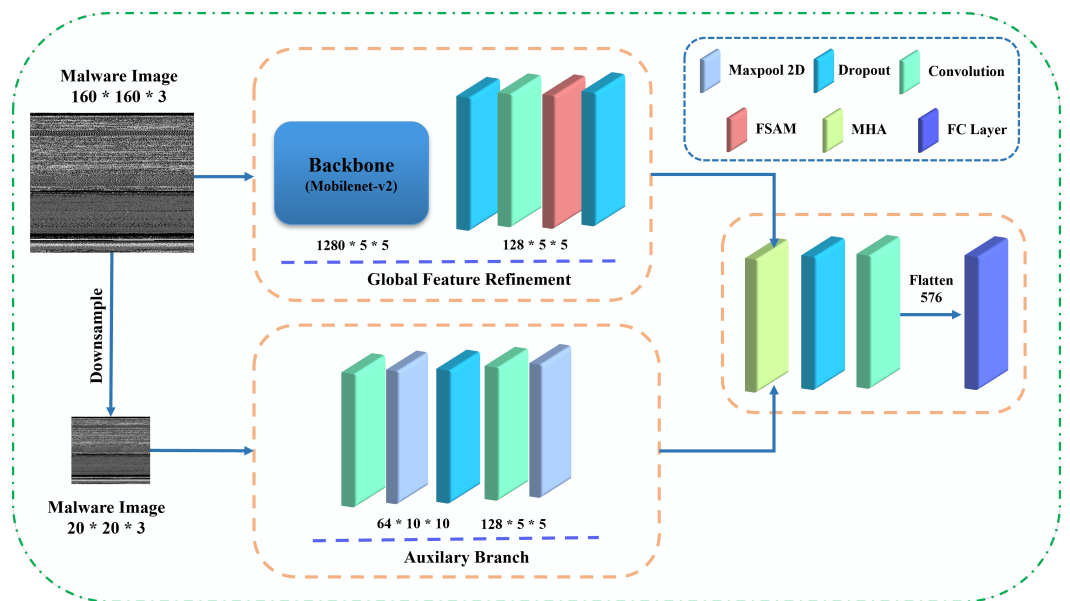 Malware Image
160 * 160 * 3
Backbone
(Mobilenet-v2)
1280 * 5 * 5
128 * 5 * 5
Global Feature Refinement
Maxpool 2D
Dropout
Convolution
FSAM
MHA
FC Layer
Downsample
Flatten
576
Malware Image
20 * 20 * 3
64 * 10 * 10
128 * 5 * 5
Auxilary Branch